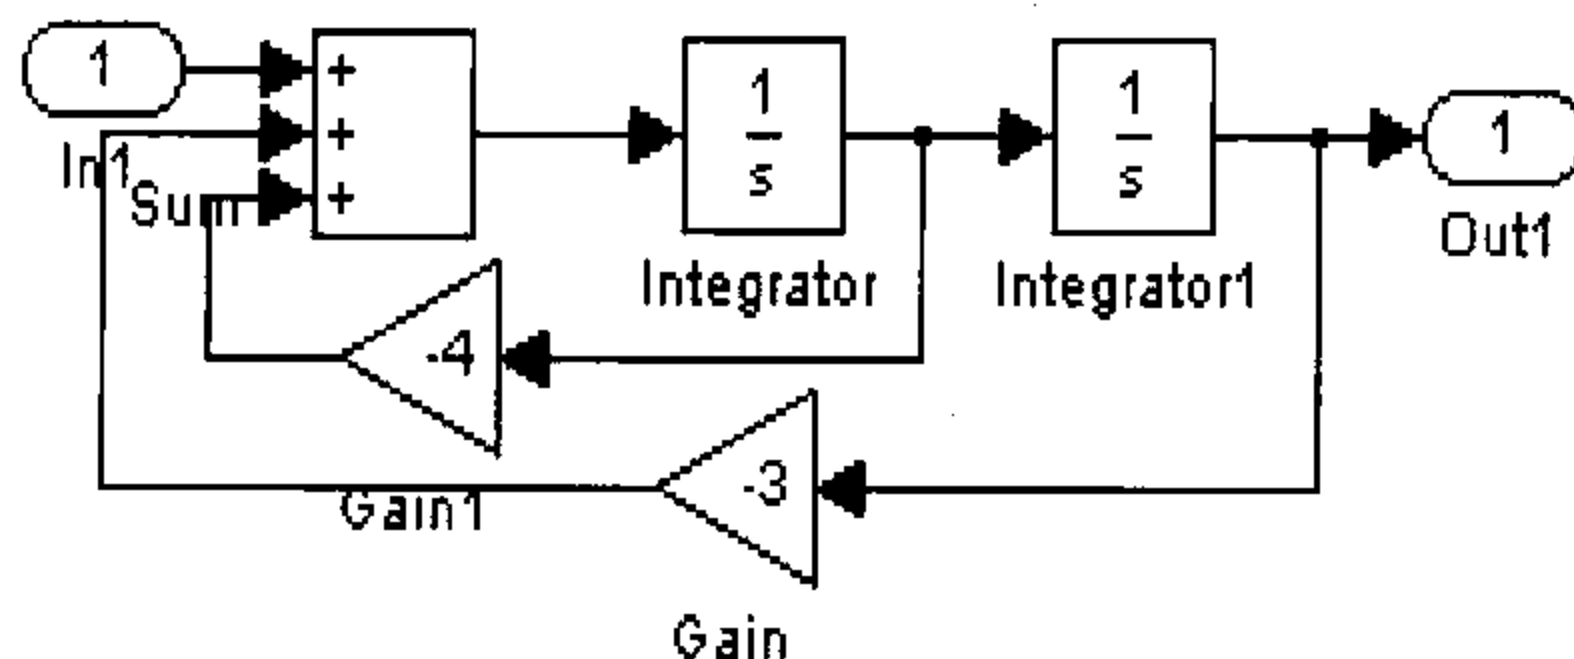 1
+
+
+
1
s
1
s
1
In1
Sum
Out1
Integrator
Integrator1
-4
-3
Gain1
Gain